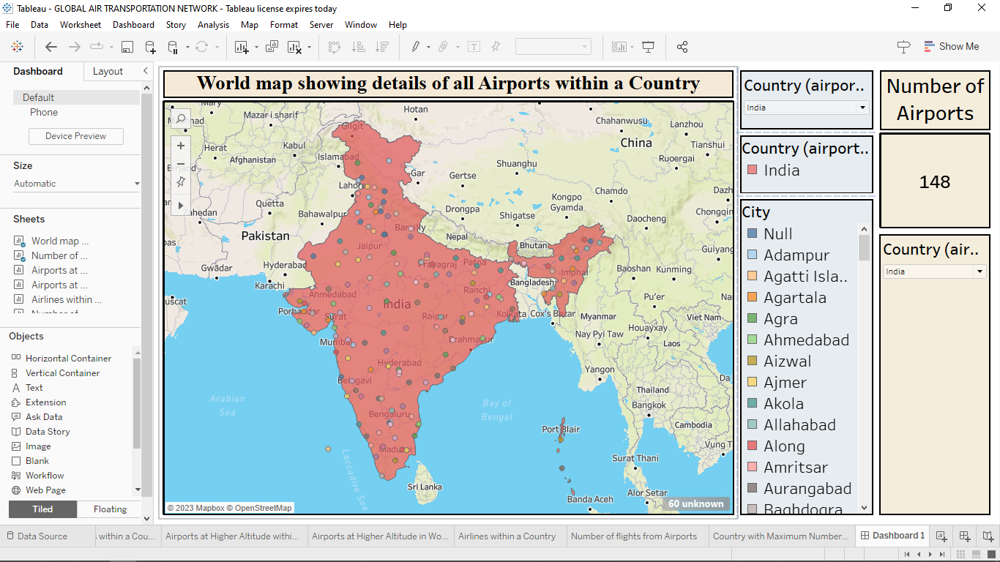 Tableau - GLOBAL AIR TRANSPORTATION NETWORK - Tableau license expires today
File Data Worksheet Dashboard Story Analysis Map Format Server Window Help
Show Me
Dashboard Layout
Default
Phone
Device Preview
Size
Automatic
Sheets
World map ...
Number of ...
Airports at ...
Airports at ...
Airlines within ...
Objects
Horizontal Container
Vertical Container
Text
Extension
Ask Data
Data Story
Image
Blank
Workflow
Web Page
Tiled Floating
World map showing details of all Airports within a Country
Mary
Mazar i sharif
Hotan
Chahanwusu
Gilgit
Lanzhou
China
Herat
Kabul
Tianshui
Afghanistan
Islamabad
Ruoergai
Shuanghu
Gar
Gertse
Lahore
Chamdo
Quetta
Kongpo
Gyamda
Zahedan
Bahawalpur
Drongpa
Shigatse
Chongqin
Daocheng
Bareilly
Pakistan
Nepal
Jaipur
Bhutan
Guiyang
Prayagraj
Patna
Hyderabad
Gwādar
Imphal
Baoshan
Kunming
Karachi
Bangladesh
Ranchi
Ahmedabad
Pu'er
India
Porbandar
Surat
Raipur
Kolkata
Cox's Bazar
Myanmar
Viet Nam
Houayxay
Nay Pyi Taw
Laos
Mumbai
Brahmapur
Hyderabad
Yangon
Belagavi
Thailand
Arabian
Sea
Bay of
Bengal
Bangkok
Bengaluru
Cambodia
Port Blair
Vung T
Madurai
Laccadive Sea
Surat Thani
Sri Lanka
Alor Setar
Banda Aceh
© 2023 Mapbox © OpenStreetMap
60 unknown
Country (airpor..
India
Country (airport..
India
City
Null
Adampur
Agatti Isla..
Agartala
Agra
Ahmedabad
Aizwal
Ajmer
Akola
Allahabad
Along
Amritsar
Aurangabad
Baghdogra
Number of
Airports
148
Country (air..
India
Data Source
within a Cou...
Airports at Higher Altitude withi...
Airports at Higher Altitude in Wo...
Airlines within a Country
Number of flights from Airports
Country with Maximum Number...
Dashboard 1